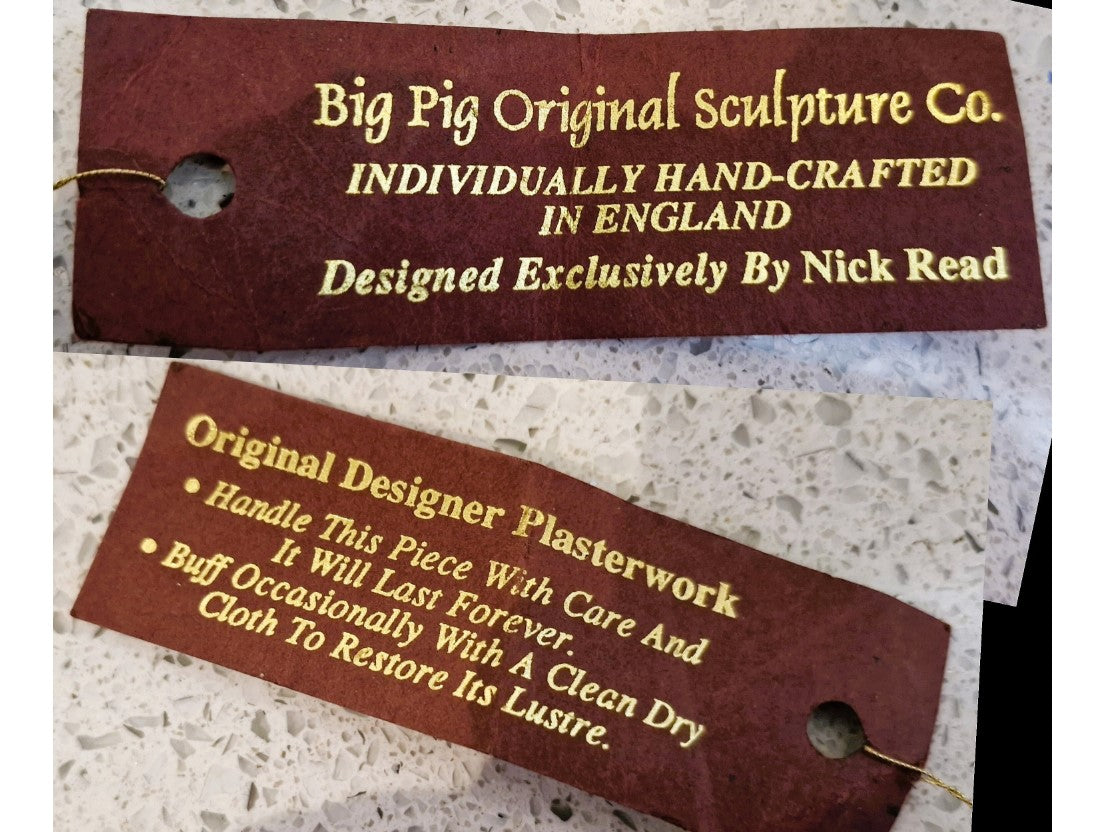 Big Pig Original Sculpture Co.
INDIVIDUALLY HAND-CRAFTED
IN ENGLAND
Designed Exclusively By Nick Read
Original Designer Plasterwork
• Handle This Piece With Care And
It Will Last Forever.
• Buff Occasionally With A Clean Dry
Cloth To Restore Its Lustre.